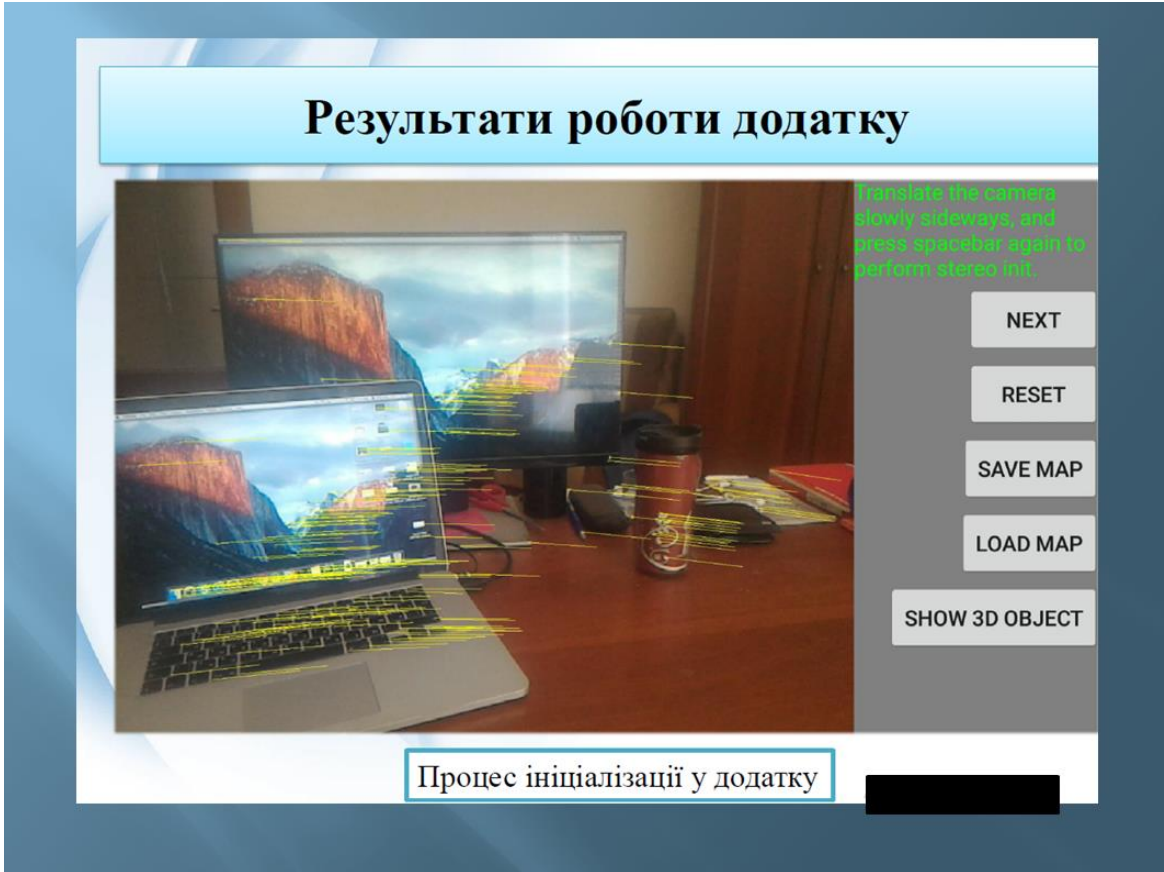 Результати роботи додатку
Translate the camera
slowly sideways, and
press spacebar again to
perform stereo init.
NEXT
RESET
SAVE MAP
LOAD MAP
SHOW 3D OBJECT
Процес ініціалізації у додатку